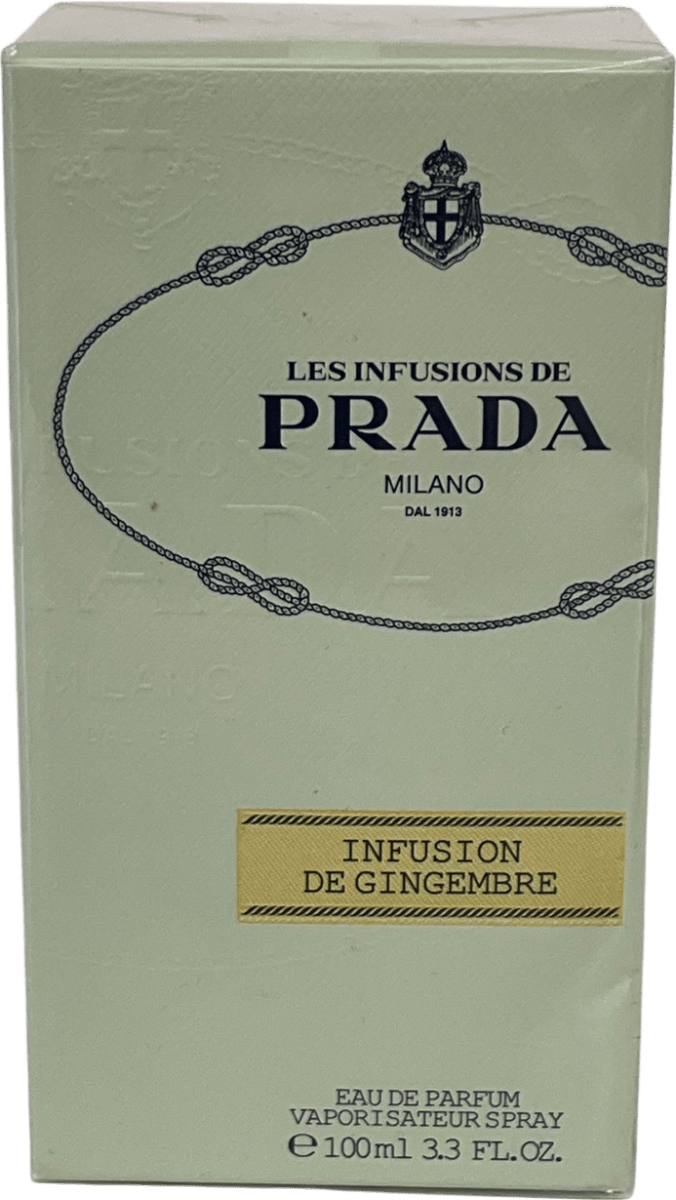 LES INFUSIONS DE
PRADA
MILANO
DAL 1913
INFUSION
DE GINGEMBRE
EAU DE PARFUM
VAPORISATEUR SPRAY
℮ 100ml 3.3 FL.OZ.